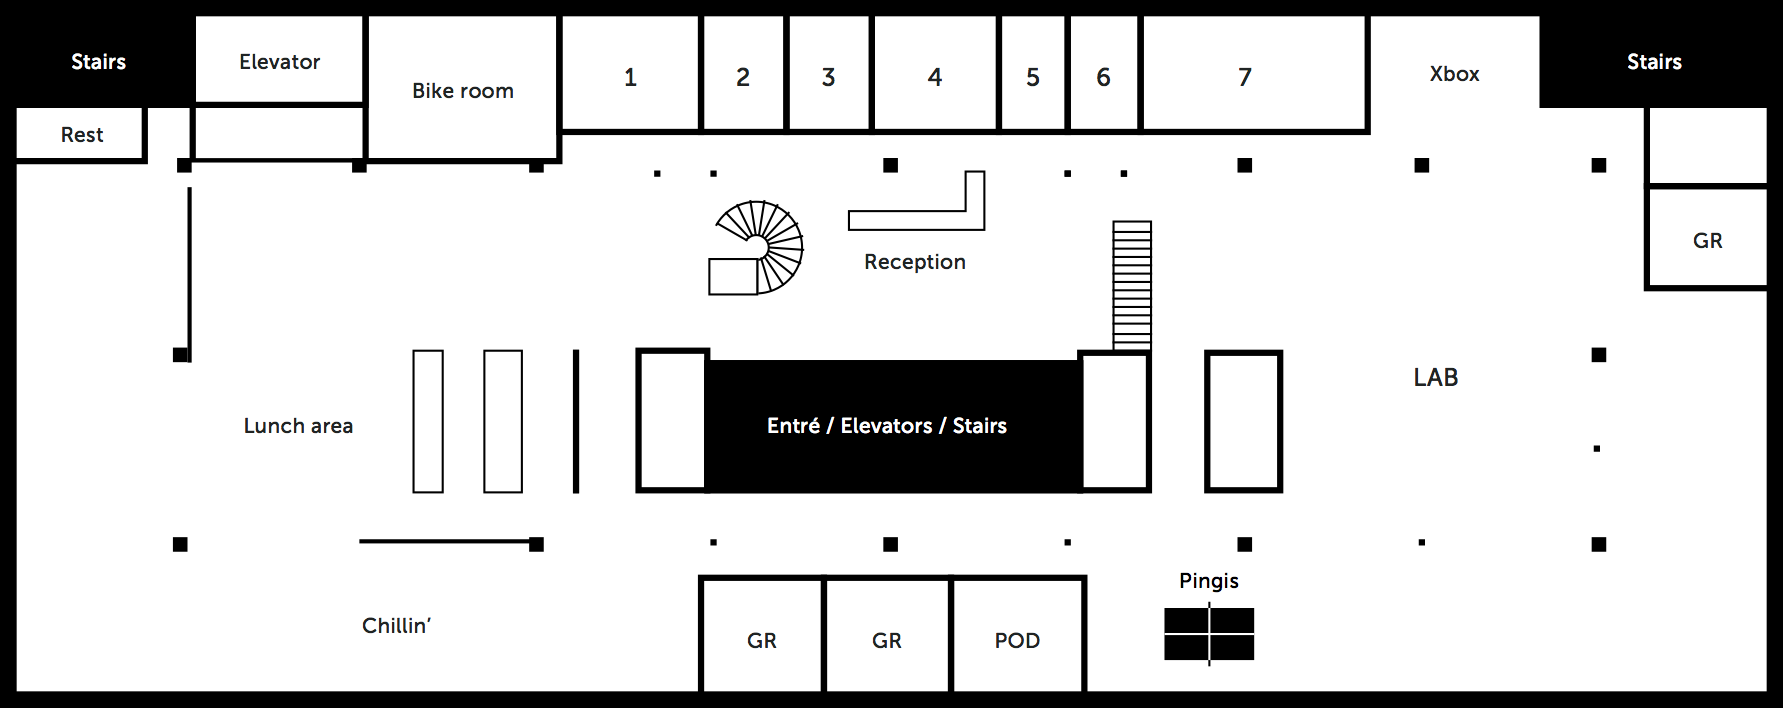 Stairs
Elevator
Bike room
1
2
3
4
5
6
7
Xbox
Stairs
Rest
GR
Reception
LAB
Lunch area
Entré / Elevators / Stairs
Pingis
Chillin’
GR
GR
POD